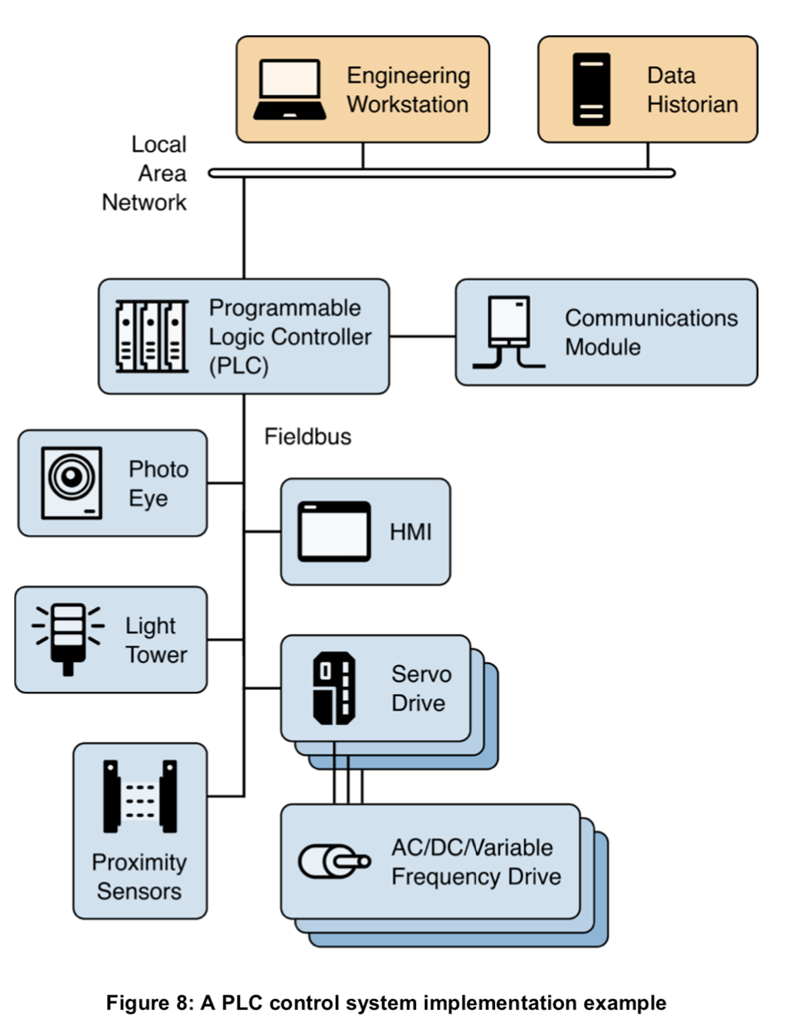 Engineering
Workstation
Data
Historian
Local
Area
Network
Programmable
Logic Controller
(PLC)
Communications
Module
Fieldbus
Photo
Eye
HMI
Light
Tower
Servo
Drive
Proximity
Sensors
AC/DC/Variable
Frequency Drive
Figure 8: A PLC control system implementation example